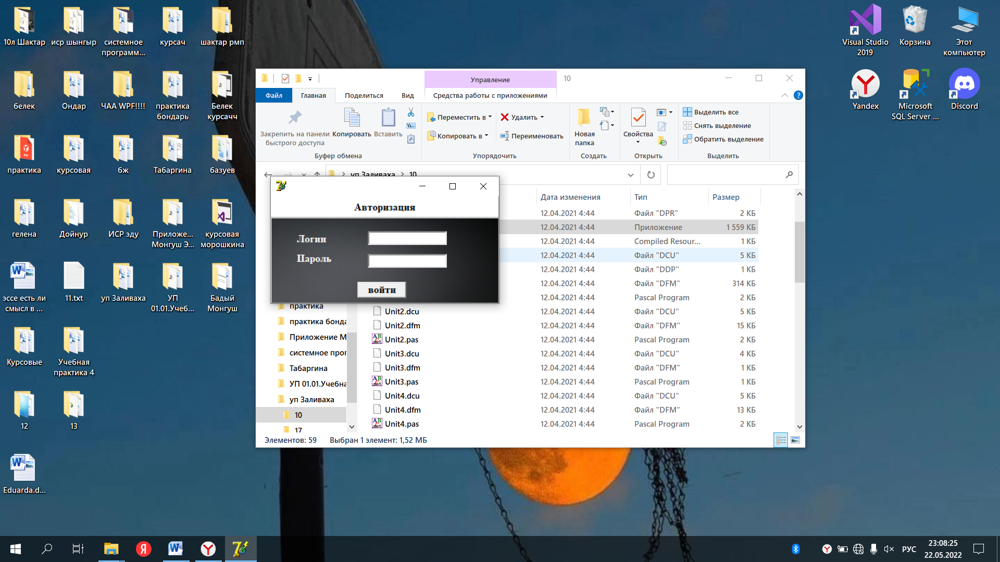 10л Шактар
иср шынгыр
системное
программ...
курсач
шактар рмп
белек
Ондар
ЧАА WPF!!!!
практика
бондарь
Белек
курсачч
практика
курсовая
бж
Табаргина
базуев
гелена
Дойнур
ИСР эду
Приложе...
Монгуш Э...
курсовая
морошкина
эссе есть ли
смысл в ...
11.txt
уп Заливаха
УП
01.01.Учеб...
Бадый
Монгуш
Курсовые
Учебная
практика 4
12
13
Eduarda.d...
Visual Studio
2019
Корзина
Этот
компьютер
Yandex
Microsoft
SQL Server ...
Discord
Управление
10
Файл
Главная
Поделиться
Вид
Средства работы с приложениями
Закрепить на панели
быстрого доступа
Копировать
Вставить
Буфер обмена
Переместить в
Копировать в
Удалить
Переименовать
Упорядочить
Новая
папка
Создать
Свойства
Открыть
Выделить все
Снять выделение
Обратить выделение
Выделить
уп Заливаха
10
Авторизация
Логин
Пароль
войти
Дата изменения Тип Размер
12.04.2021 4:44 Файл "DPR" 2 КБ
12.04.2021 4:44 Приложение 1 559 КБ
12.04.2021 4:44 Compiled Resour... 1 КБ
12.04.2021 4:44 Файл "DCU" 5 КБ
12.04.2021 4:44 Файл "DDP" 1 КБ
12.04.2021 4:44 Файл "DFM" 314 КБ
12.04.2021 4:44 Pascal Program 2 КБ
Unit2.dcu 12.04.2021 4:44 Файл "DCU" 5 КБ
Unit2.dfm 12.04.2021 4:44 Файл "DFM" 15 КБ
Unit2.pas 12.04.2021 4:44 Pascal Program 2 КБ
Unit3.dcu 12.04.2021 4:44 Файл "DCU" 4 КБ
Unit3.dfm 12.04.2021 4:44 Файл "DFM" 1 КБ
Unit3.pas 12.04.2021 4:44 Pascal Program 1 КБ
Unit4.dcu 12.04.2021 4:44 Файл "DCU" 5 КБ
Unit4.dfm 12.04.2021 4:44 Файл "DFM" 13 КБ
Unit4.pas 12.04.2021 4:44 Pascal Program 2 КБ
практика
практика бонда
Приложение М
системное прог
Табаргина
УП 01.01.Учебна
уп Заливаха
10
17
Элементов: 59
Выбран 1 элемент: 1,52 МБ
РУС
23:08:25
22.05.2022